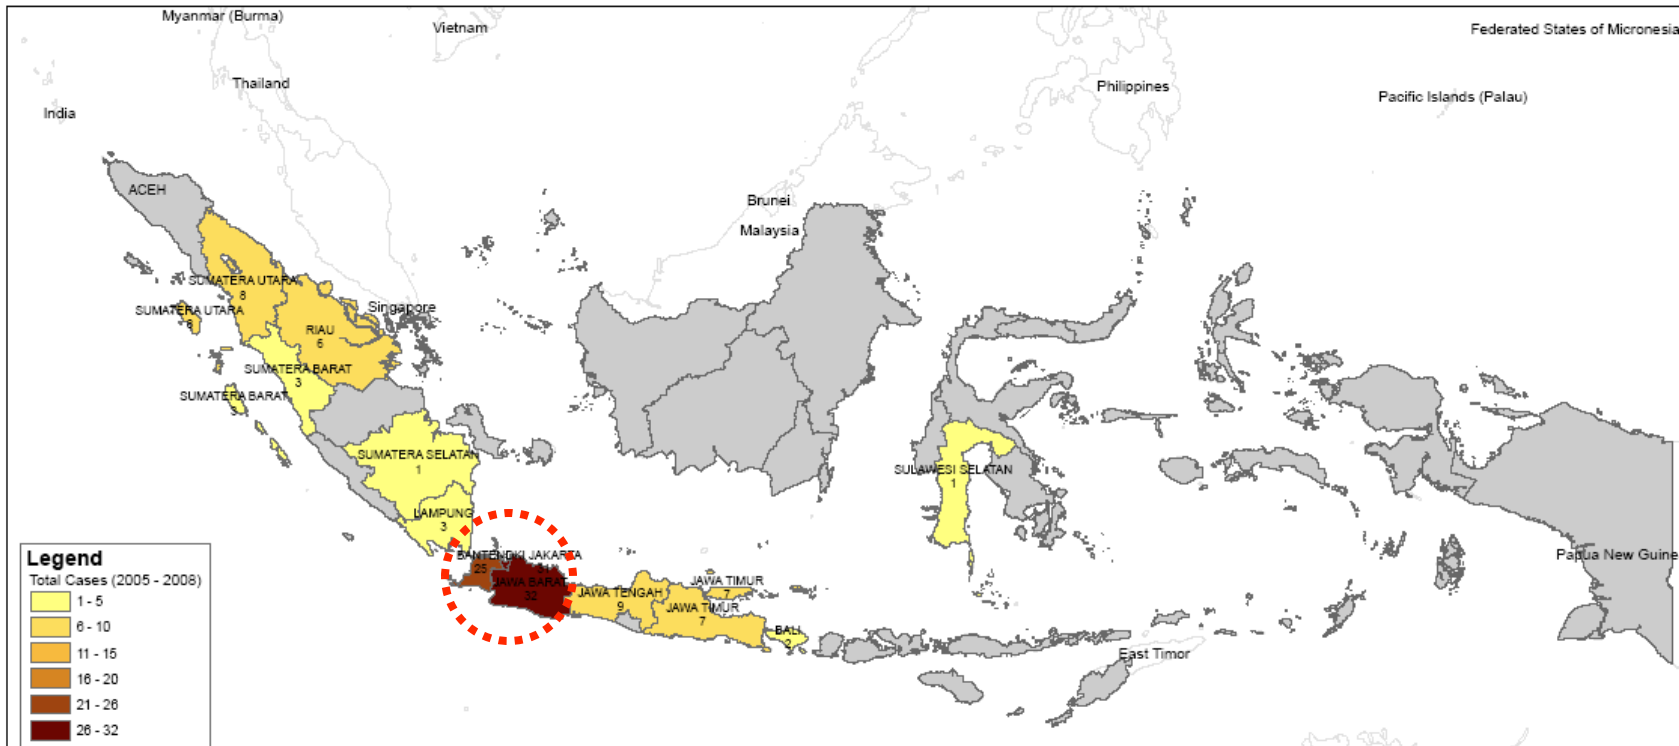 Myanmar (Burma)
Vietnam
Federated States of Micronesia
Thailand
Philippines
Pacific Islands (Palau)
India
ACEH
Brunei
Malaysia
SUMATERA UTARA
8
SUMATERA UTARA
8
Singapore
RIAU
6
SUMATERA BARAT
3
SUMATERA BARAT
3
SUMATERA SELATAN
1
SULAWESI SELATAN
1
LAMPUNG
3
BANTEN
25
DKI JAKARTA
JAWA BARAT
32
JAWA TENGAH
9
JAWA TIMUR
7
JAWA TIMUR
7
BALI
2
East Timor
Papua New Guine
Legend
Total Cases (2005 - 2008)
1 - 5
6 - 10
11 - 15
16 - 20
21 - 26
26 - 32